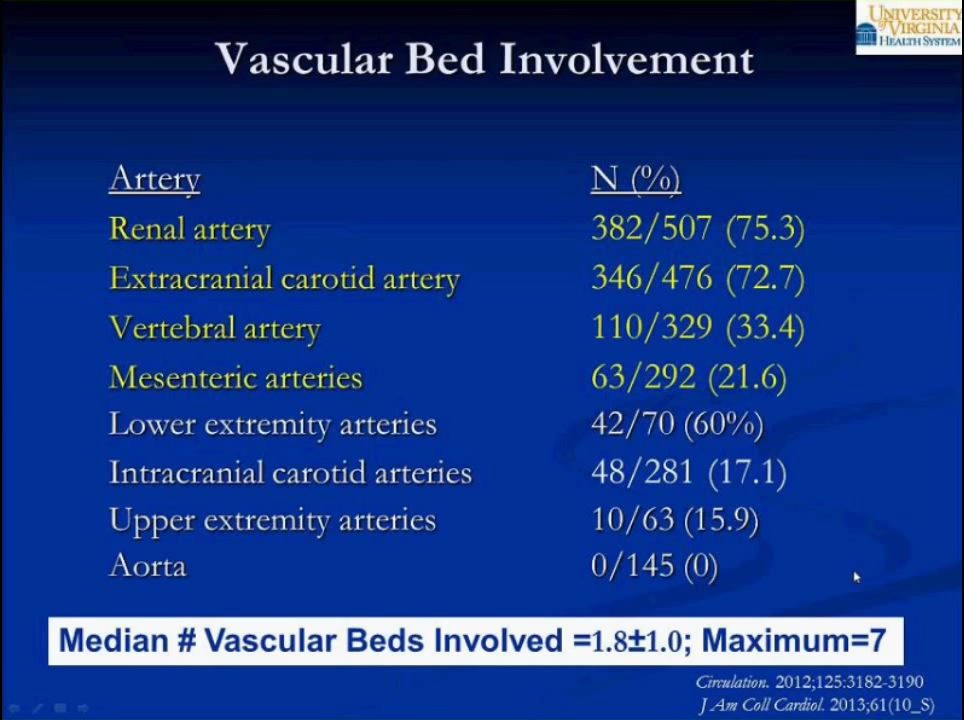 UNIVERSITY
of VIRGINIA
HEALTH SYSTEM
Vascular Bed Involvement
Artery N (%)
Renal artery 382/507 (75.3)
Extracranial carotid artery 346/476 (72.7)
Vertebral artery 110/329 (33.4)
Mesenteric arteries 63/292 (21.6)
Lower extremity arteries 42/70 (60%)
Intracranial carotid arteries 48/281 (17.1)
Upper extremity arteries 10/63 (15.9)
Aorta 0/145 (0)
Median # Vascular Beds Involved =1.8±1.0; Maximum=7
Circulation. 2012;125:3182-3190
J Am Coll Cardiol. 2013;61(10_S)